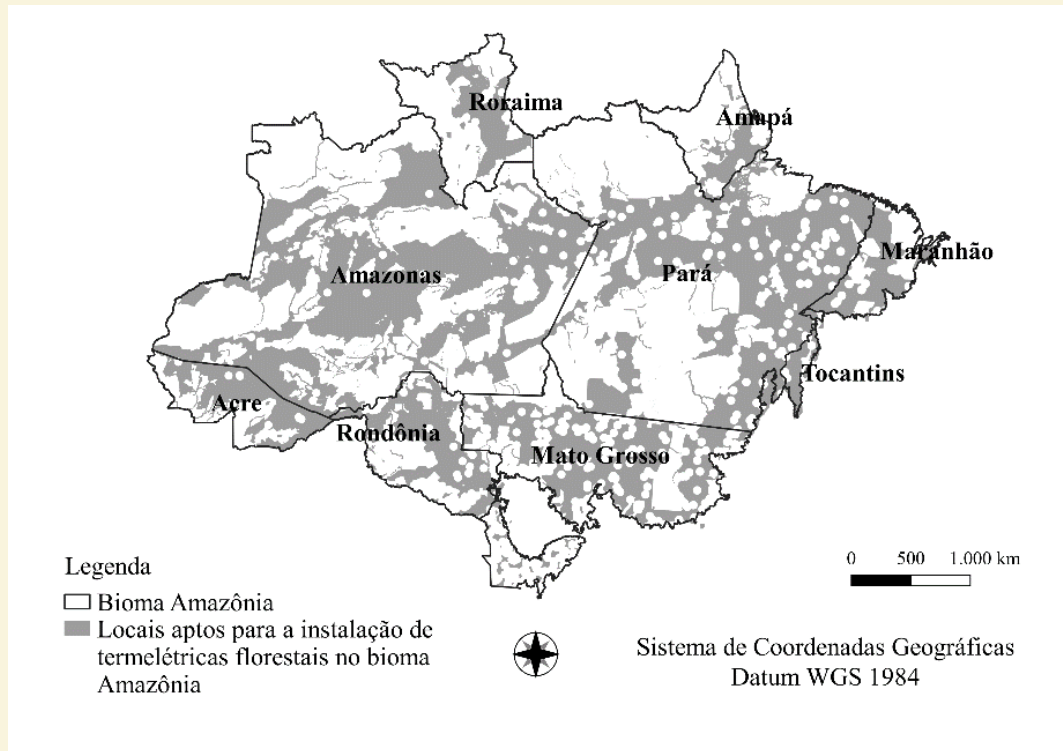 Roraima
Amapá
Maranhão
Amazonas
Pará
Tocantins
Acre
Rondônia
Mato Grosso
Legenda
Bioma Amazônia
Locais aptos para a instalação de
termelétricas florestais no bioma
Amazônia
0 500 1.000 km
Sistema de Coordenadas Geográficas
Datum WGS 1984